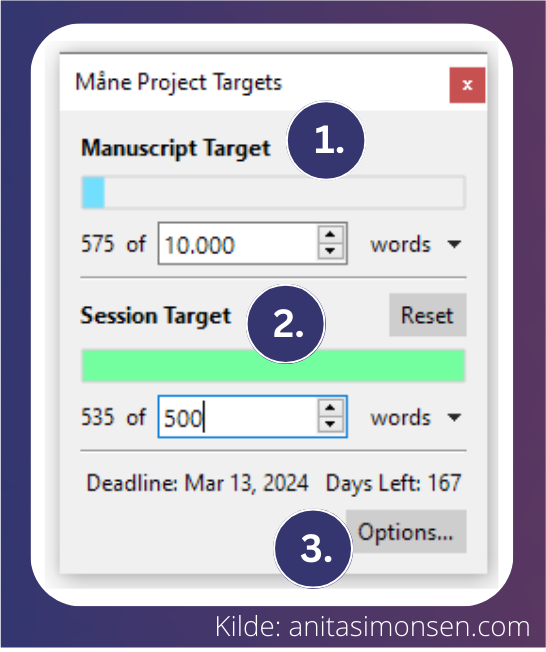 Måne Project Targets x
Manuscript Target 1.
575 of 10.000 words
Session Target 2. Reset
535 of 500 words
Deadline: Mar 13, 2024 Days Left: 167
3. Options...
Kilde: anitasimonsen.com